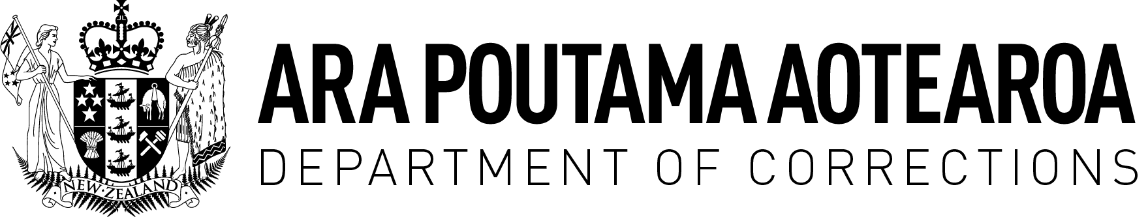 ARA POUTAMA AOTEAROA
DEPARTMENT OF CORRECTIONS
NEW ZEALAND